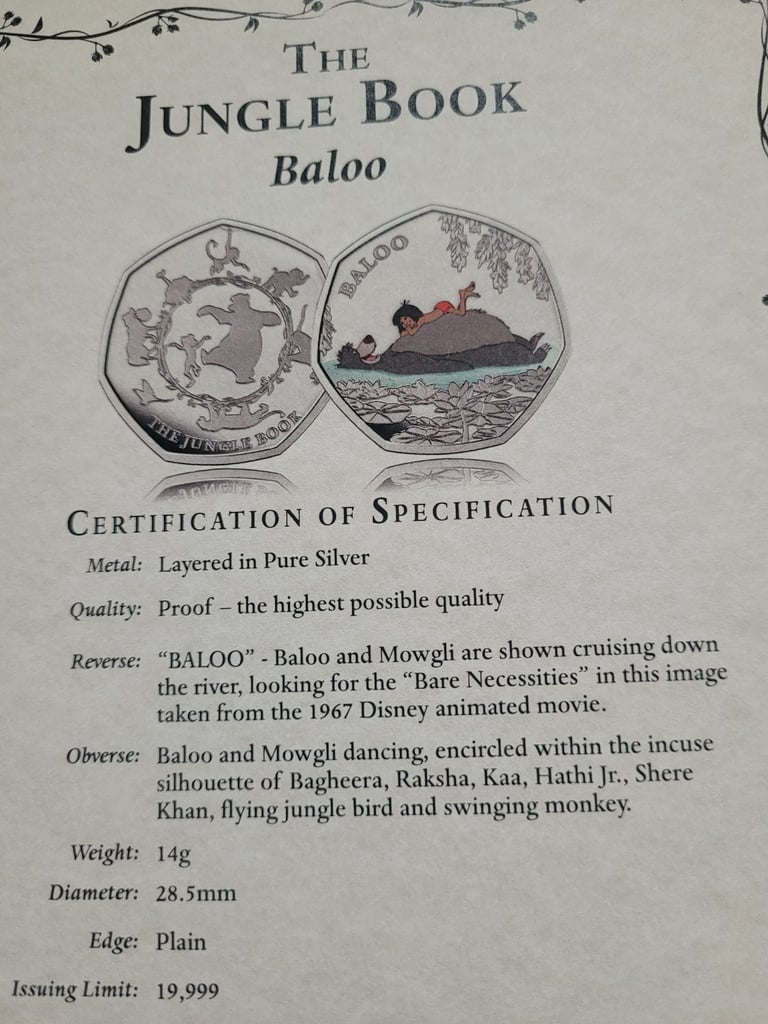 The
Jungle Book
Baloo
BALOO
THE JUNGLE BOOK
Certification of Specification
Metal: Layered in Pure Silver
Quality: Proof – the highest possible quality
Reverse: “BALOO” - Baloo and Mowgli are shown cruising down
the river, looking for the “Bare Necessities” in this image
taken from the 1967 Disney animated movie.
Obverse: Baloo and Mowgli dancing, encircled within the incuse
silhouette of Bagheera, Raksha, Kaa, Hathi Jr., Shere
Khan, flying jungle bird and swinging monkey.
Weight: 14g
Diameter: 28.5mm
Edge: Plain
Issuing Limit: 19,999